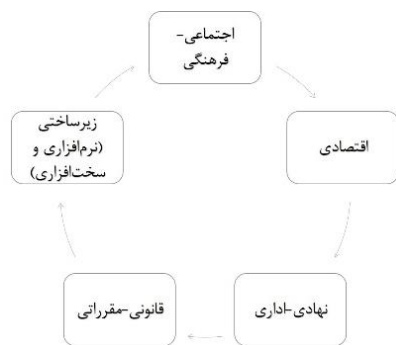 اجتماعی-
فرهنگی
اقتصادی
نهادی-اداری
قانونی-مقرراتی
زیرساختی
(نرم‌افزاری و
سخت‌افزاری)